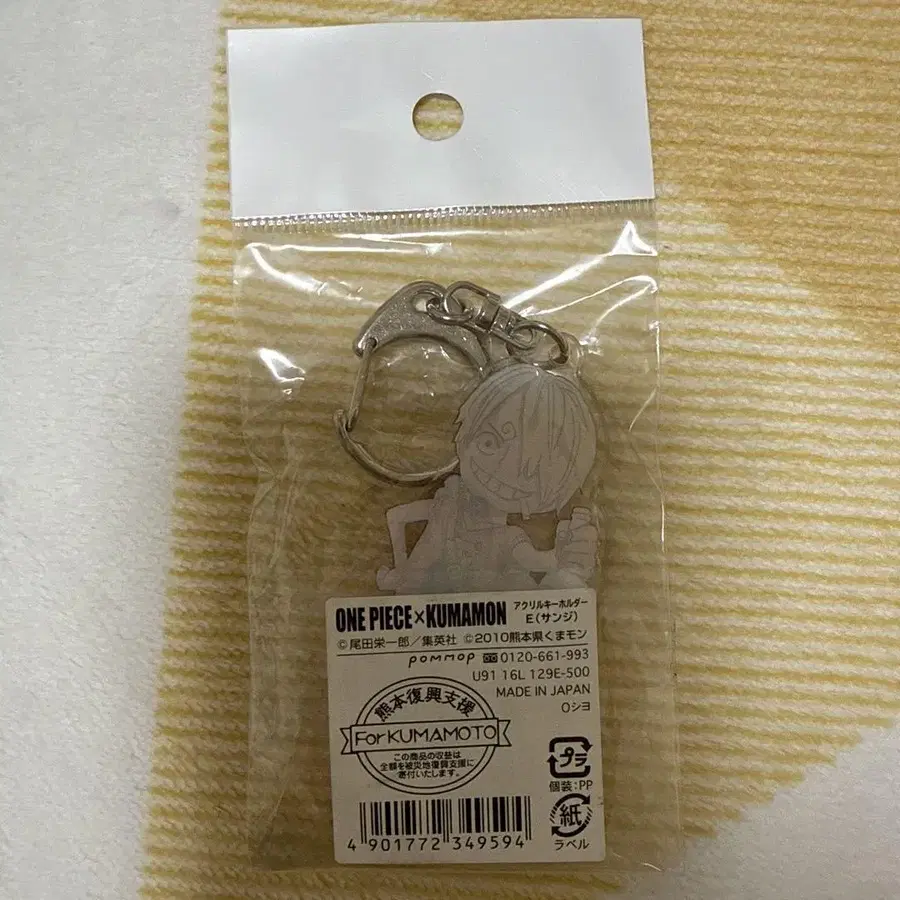 ONE PIECE×KUMAMON アクリルキーホルダー
E(サンジ)
©尾田栄一郎/集英社 ©2010熊本県くまモン
pommop 0120-661-993
U91 16L 129E-500
MADE IN JAPAN
Oシヨ
熊本復興支援
For KUMAMOTO
この商品の収益は
全額を被災地復興支援に
寄付いたします。
プラ
個装:PP
紙
ラベル
4 901772 349594